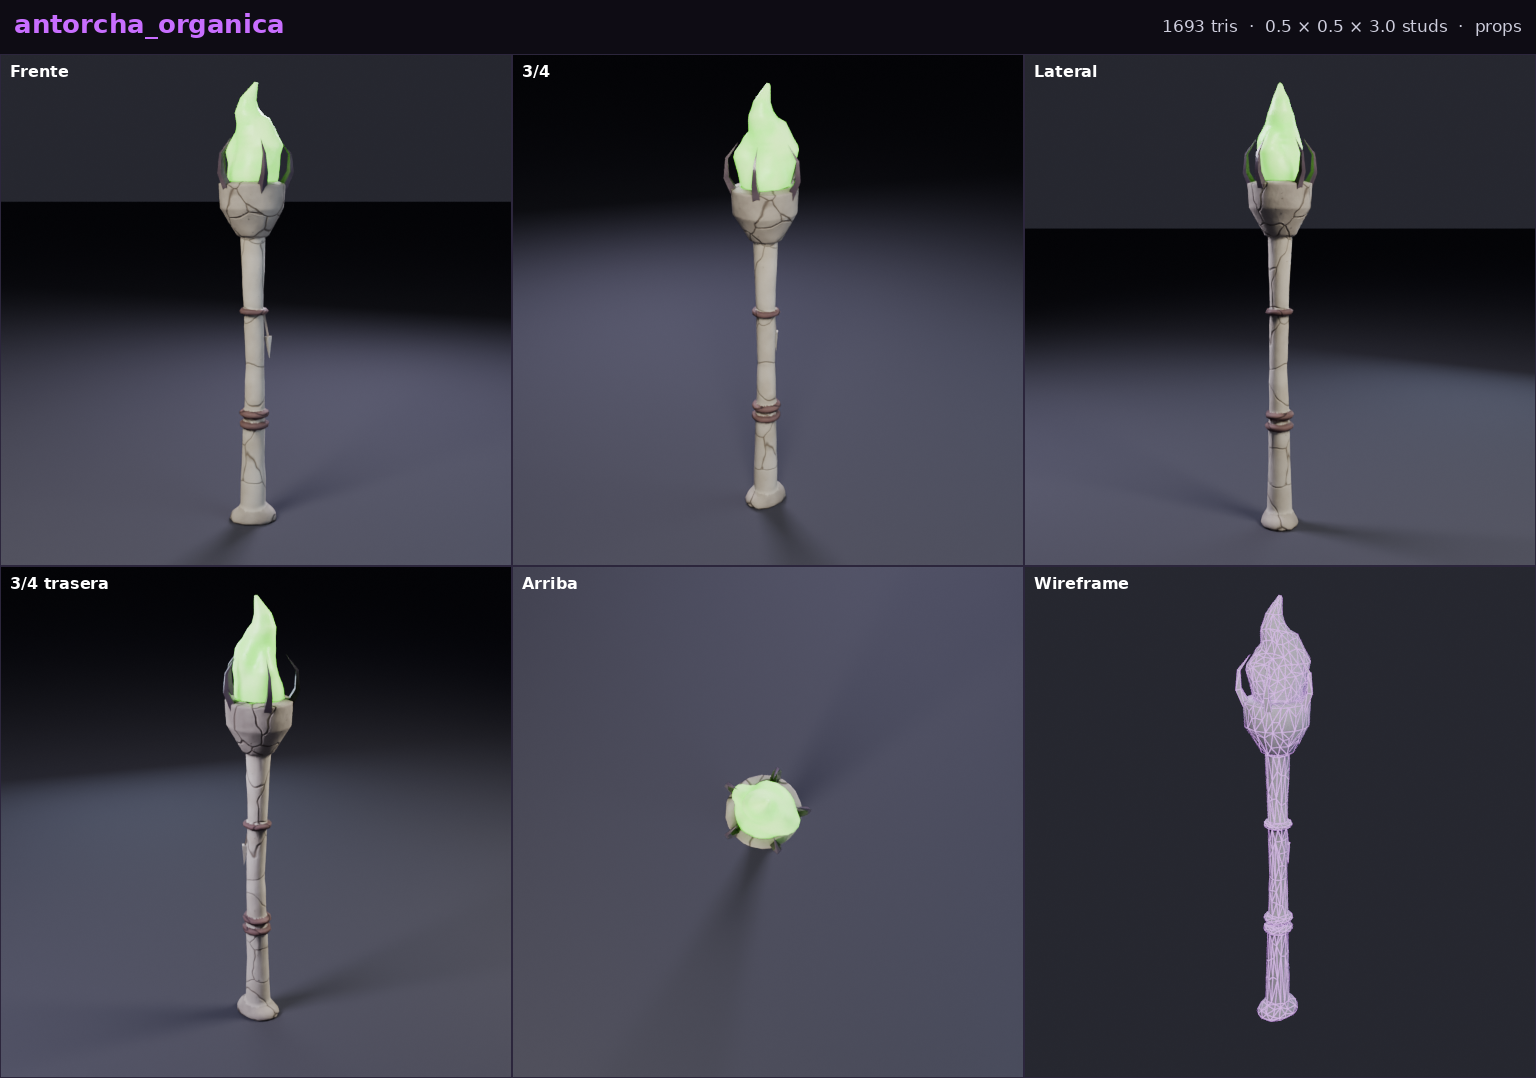 antorcha_organica
1693 tris · 0.5 × 0.5 × 3.0 studs · props
Frente
3/4
Lateral
3/4 trasera
Arriba
Wireframe